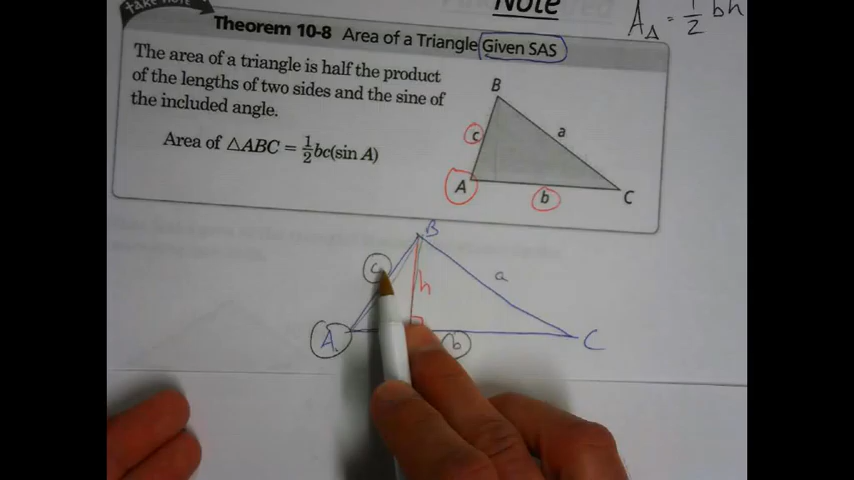 TAKE NOTE
Note
A△ = 1/2 bh
Theorem 10-8 Area of a Triangle Given SAS
The area of a triangle is half the product
of the lengths of two sides and the sine of
the included angle.
Area of △ABC = 1/2 bc(sin A)
B
c
a
A
b
C
B
c
h
a
A
b
C